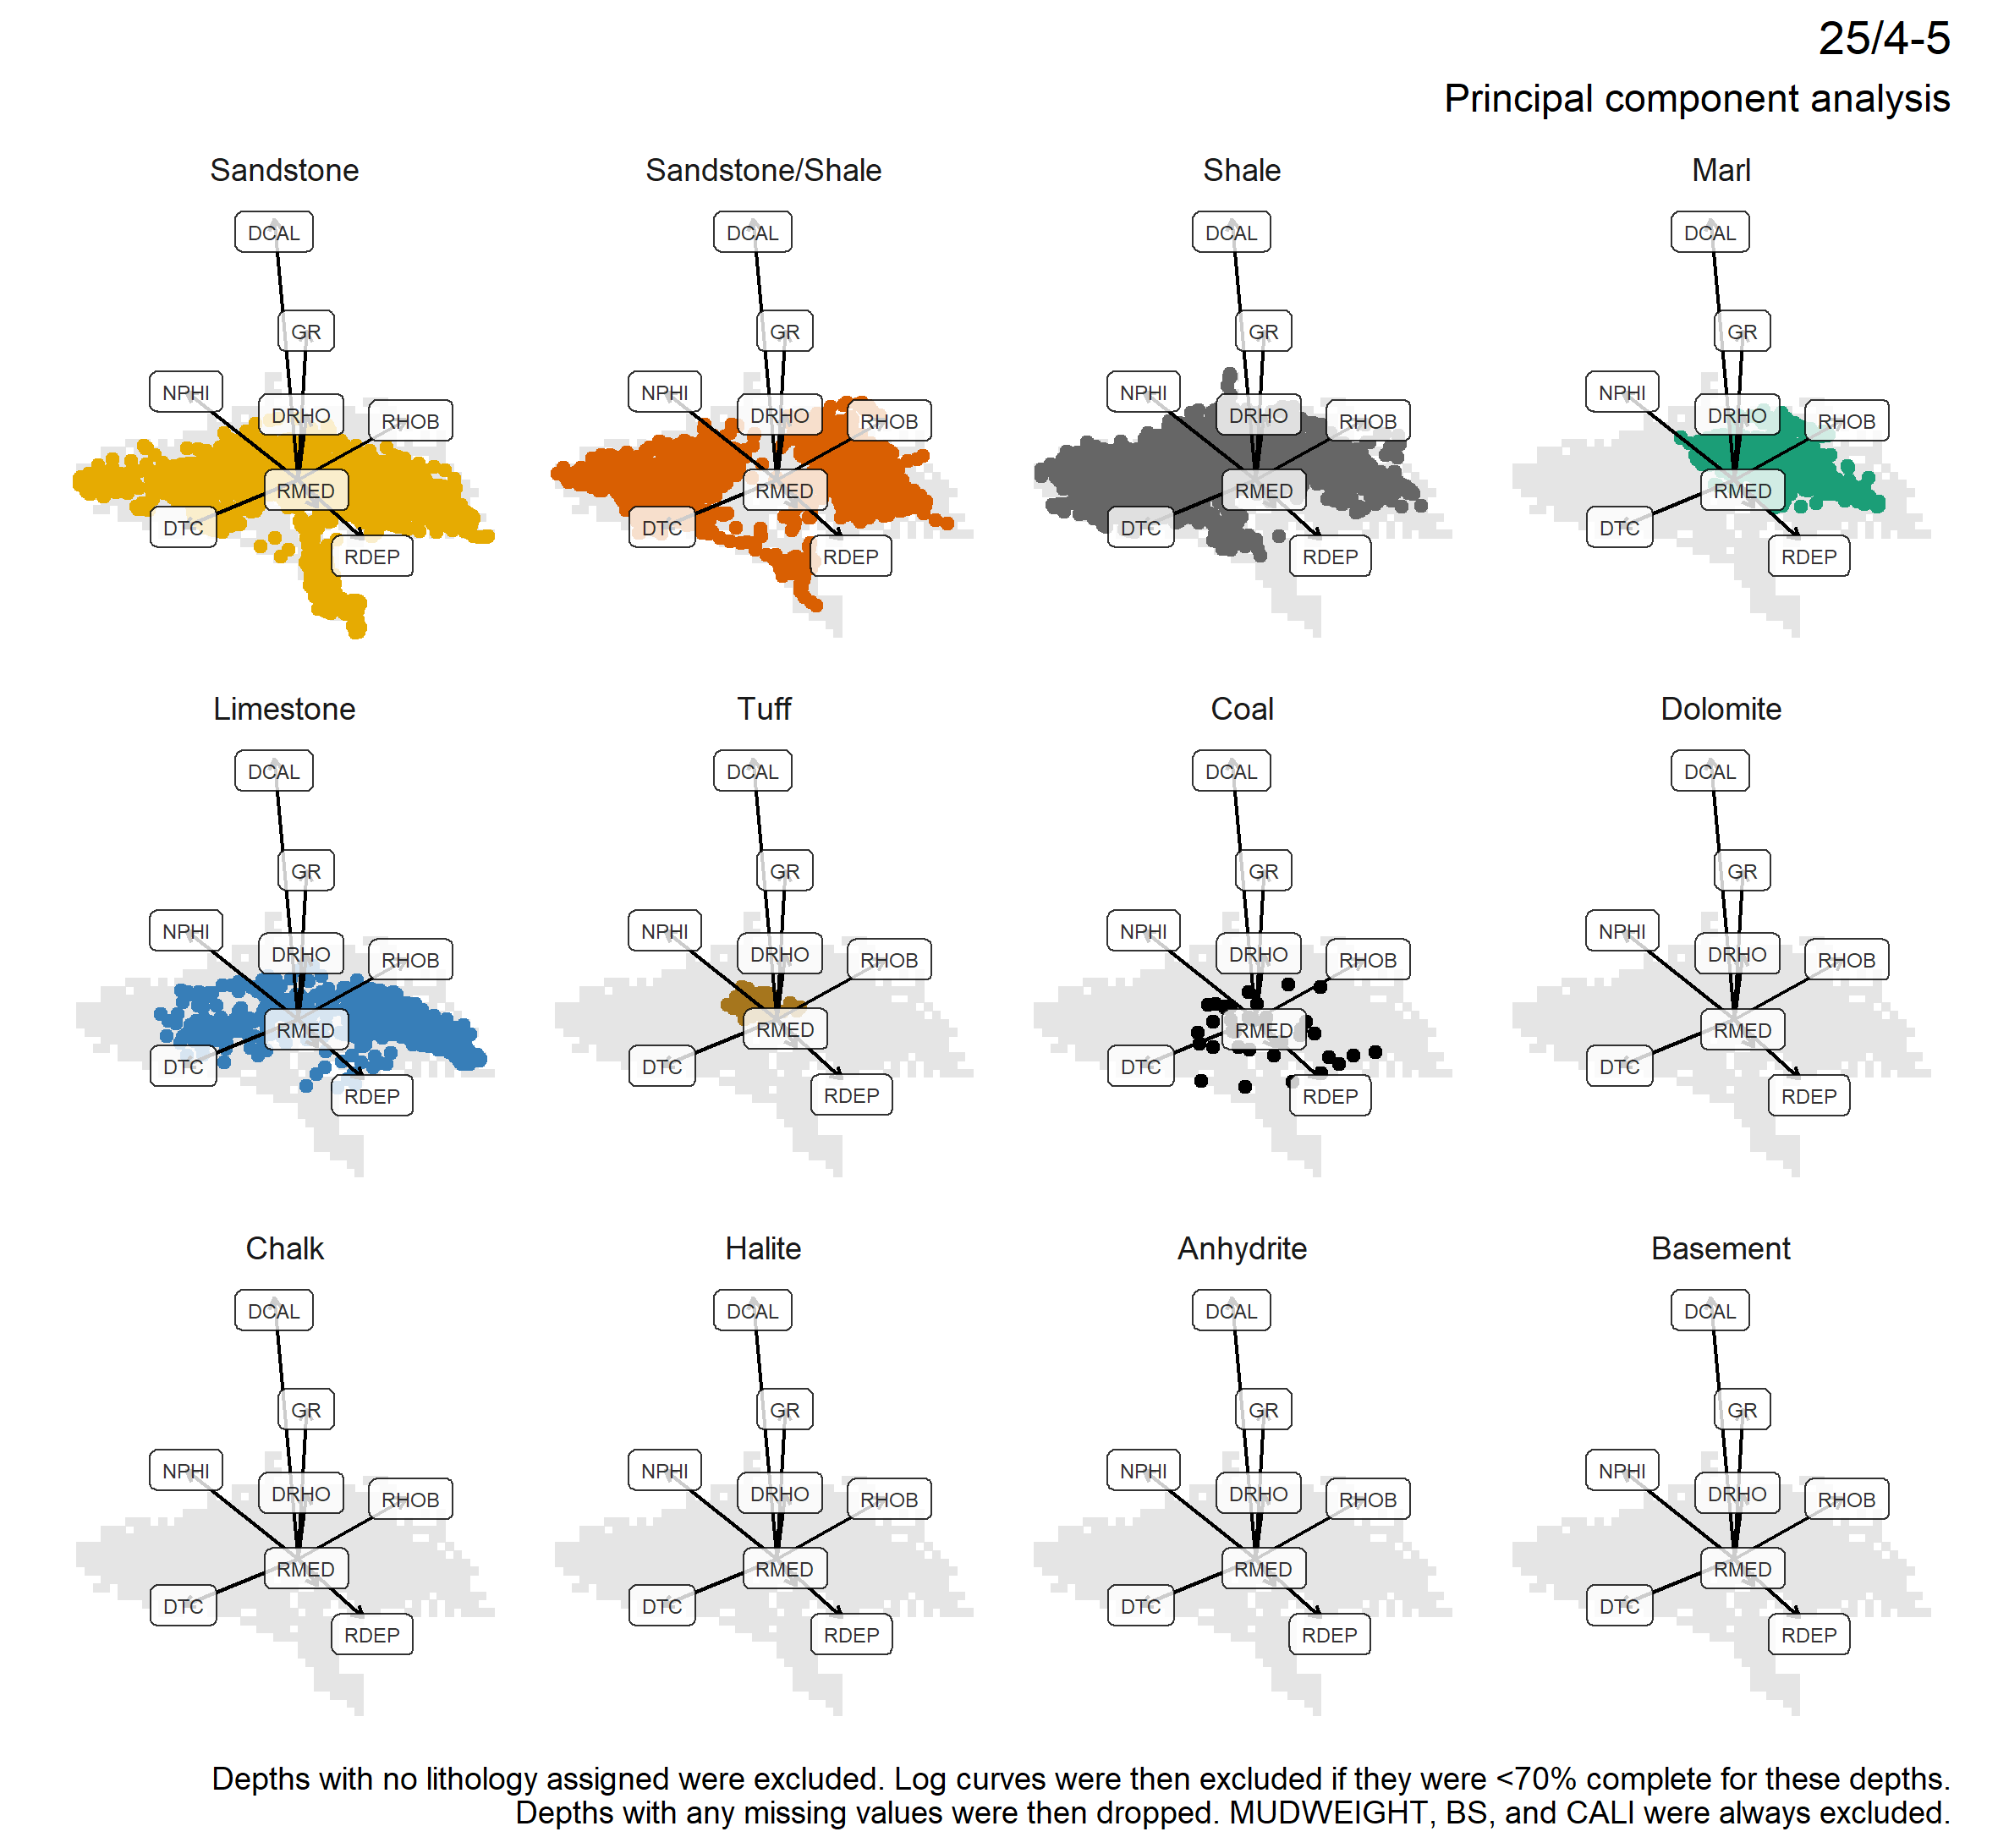 25/4-5
Principal component analysis
Sandstone
DCAL
GR
NPHI
DRHO
RHOB
RMED
DTC
RDEP
Sandstone/Shale
DCAL
GR
NPHI
DRHO
RHOB
RMED
DTC
RDEP
Shale
DCAL
GR
NPHI
DRHO
RHOB
RMED
DTC
RDEP
Marl
DCAL
GR
NPHI
DRHO
RHOB
RMED
DTC
RDEP
Limestone
DCAL
GR
NPHI
DRHO
RHOB
RMED
DTC
RDEP
Tuff
DCAL
GR
NPHI
DRHO
RHOB
RMED
DTC
RDEP
Coal
DCAL
GR
NPHI
DRHO
RHOB
RMED
DTC
RDEP
Dolomite
DCAL
GR
NPHI
DRHO
RHOB
RMED
DTC
RDEP
Chalk
DCAL
GR
NPHI
DRHO
RHOB
RMED
DTC
RDEP
Halite
DCAL
GR
NPHI
DRHO
RHOB
RMED
DTC
RDEP
Anhydrite
DCAL
GR
NPHI
DRHO
RHOB
RMED
DTC
RDEP
Basement
DCAL
GR
NPHI
DRHO
RHOB
RMED
DTC
RDEP
Depths with no lithology assigned were excluded. Log curves were then excluded if they were <70% complete for these depths.
Depths with any missing values were then dropped. MUDWEIGHT, BS, and CALI were always excluded.